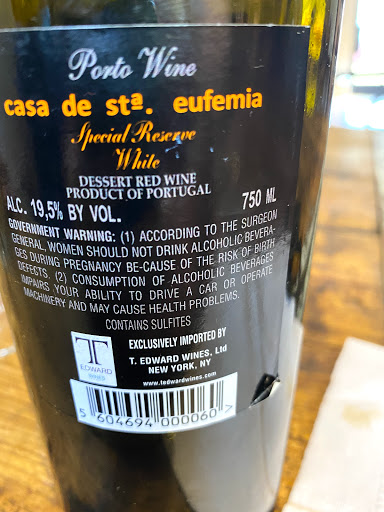 Porto Wine
casa de stª. eufemia
Special Reserve
White
DESSERT RED WINE
PRODUCT OF PORTUGAL
ALC. 19,5% BY VOL. 750 ML
GOVERNMENT WARNING: (1) ACCORDING TO THE SURGEON
GENERAL, WOMEN SHOULD NOT DRINK ALCOHOLIC BEVERA-
GES DURING PREGNANCY BE-CAUSE OF THE RISK OF BIRTH
DEFECTS. (2) CONSUMPTION OF ALCOHOLIC BEVERAGES
IMPAIRS YOUR ABILITY TO DRIVE A CAR OR OPERATE
MACHINERY AND MAY CAUSE HEALTH PROBLEMS.
CONTAINS SULFITES
T
EDWARD
WINES
EXCLUSIVELY IMPORTED BY
T. EDWARD WINES, Ltd
NEW YORK, NY
www.tedwardwines.com
5 604694 000060 >